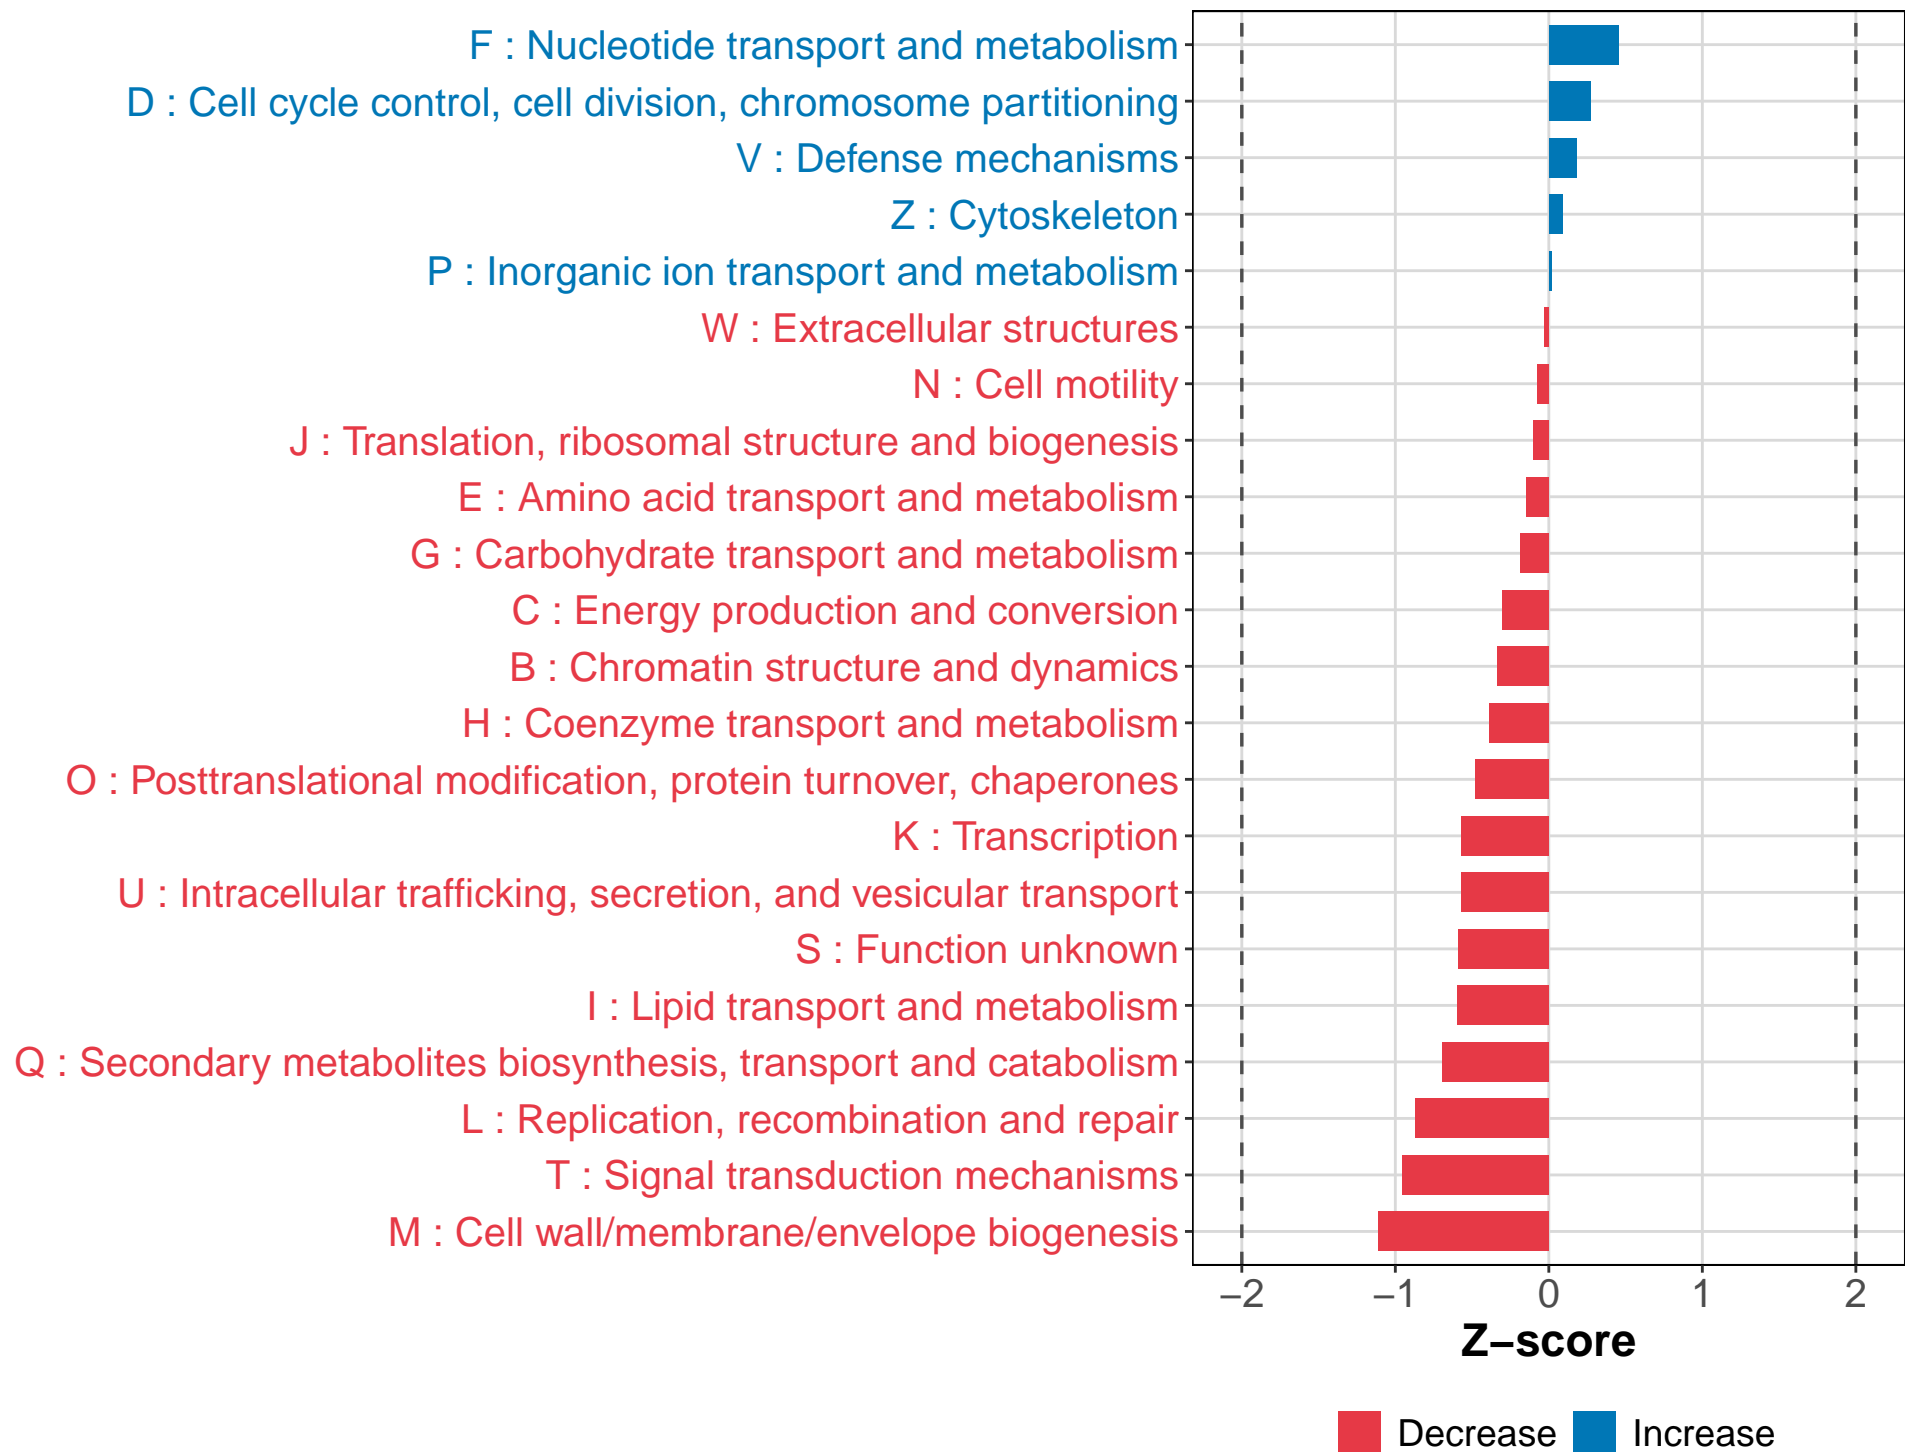 F : Nucleotide transport and metabolism
D : Cell cycle control, cell division, chromosome partitioning
V : Defense mechanisms
Z : Cytoskeleton
P : Inorganic ion transport and metabolism
W : Extracellular structures
N : Cell motility
J : Translation, ribosomal structure and biogenesis
E : Amino acid transport and metabolism
G : Carbohydrate transport and metabolism
C : Energy production and conversion
B : Chromatin structure and dynamics
H : Coenzyme transport and metabolism
O : Posttranslational modification, protein turnover, chaperones
K : Transcription
U : Intracellular trafficking, secretion, and vesicular transport
S : Function unknown
I : Lipid transport and metabolism
Q : Secondary metabolites biosynthesis, transport and catabolism
L : Replication, recombination and repair
T : Signal transduction mechanisms
M : Cell wall/membrane/envelope biogenesis
−2 −1 0 1 2
Z−score
Decrease Increase